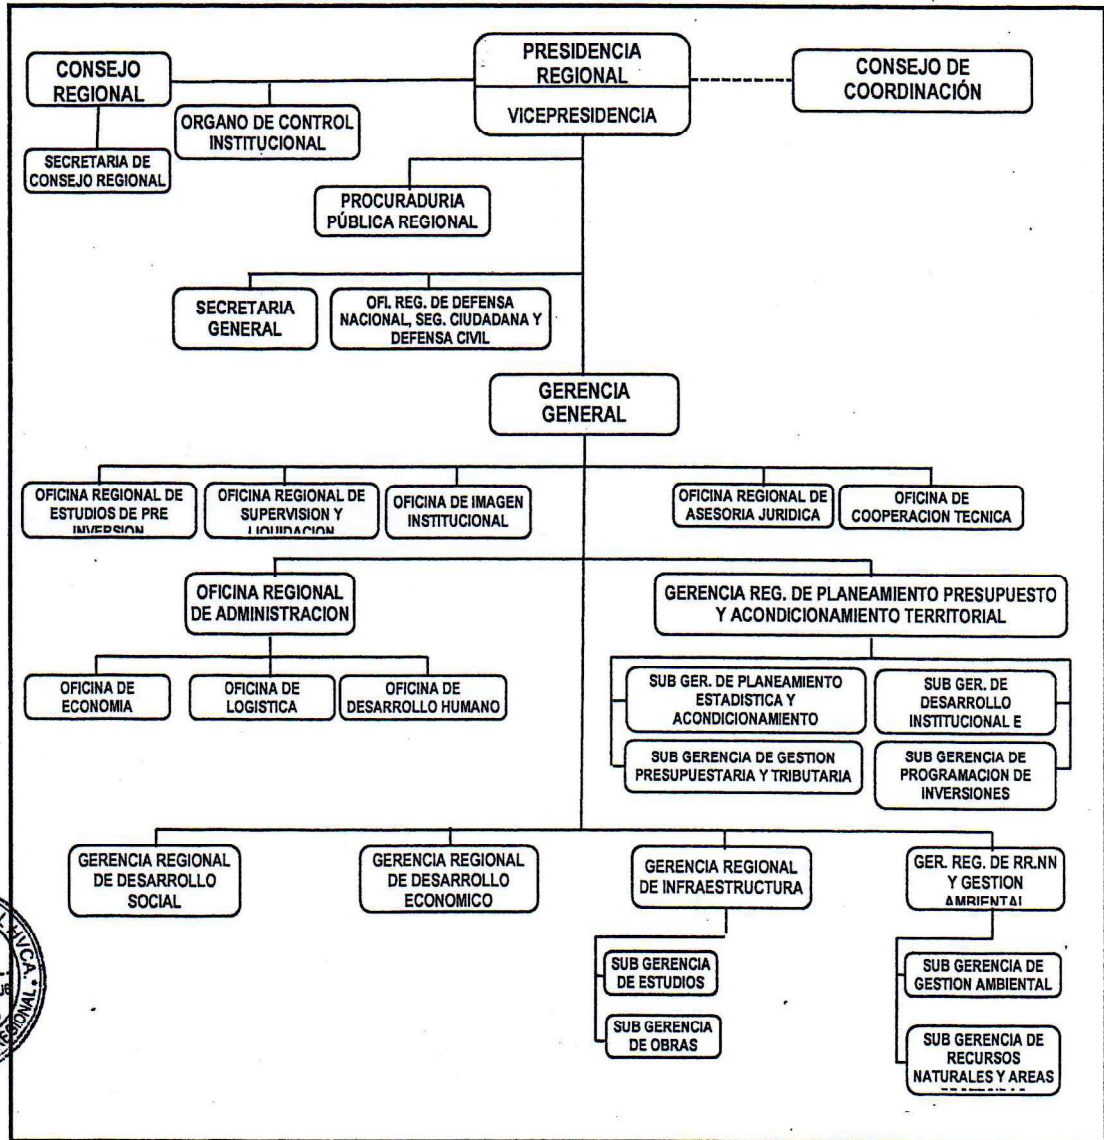 PRESIDENCIA
REGIONAL
VICEPRESIDENCIA
CONSEJO
REGIONAL
CONSEJO DE
COORDINACIÓN
ORGANO DE CONTROL
INSTITUCIONAL
SECRETARIA DE
CONSEJO REGIONAL
PROCURADURIA
PÚBLICA REGIONAL
SECRETARIA
GENERAL
OFI. REG. DE DEFENSA
NACIONAL, SEG. CIUDADANA Y
DEFENSA CIVIL
GERENCIA
GENERAL
OFICINA REGIONAL DE
ESTUDIOS DE PRE
INVERSION
OFICINA REGIONAL DE
SUPERVISION Y
LIQUIDACION
OFICINA DE IMAGEN
INSTITUCIONAL
OFICINA REGIONAL DE
ASESORIA JURIDICA
OFICINA DE
COOPERACION TECNICA
OFICINA REGIONAL
DE ADMINISTRACION
GERENCIA REG. DE PLANEAMIENTO PRESUPUESTO
Y ACONDICIONAMIENTO TERRITORIAL
OFICINA DE
ECONOMIA
OFICINA DE
LOGISTICA
OFICINA DE
DESARROLLO HUMANO
SUB GER. DE PLANEAMIENTO
ESTADISTICA Y
ACONDICIONAMIENTO
SUB GER. DE
DESARROLLO
INSTITUCIONAL E
SUB GERENCIA DE GESTION
PRESUPUESTARIA Y TRIBUTARIA
SUB GERENCIA DE
PROGRAMACION DE
INVERSIONES
GERENCIA REGIONAL
DE DESARROLLO
SOCIAL
GERENCIA REGIONAL
DE DESARROLLO
ECONOMICO
GERENCIA REGIONAL
DE INFRAESTRUCTURA
GER. REG. DE RR.NN
Y GESTION
AMBIENTAL
SUB GERENCIA
DE ESTUDIOS
SUB GERENCIA
DE OBRAS
SUB GERENCIA DE
GESTION AMBIENTAL
SUB GERENCIA DE
RECURSOS
NATURALES Y AREAS
HVCA.
REGIONAL